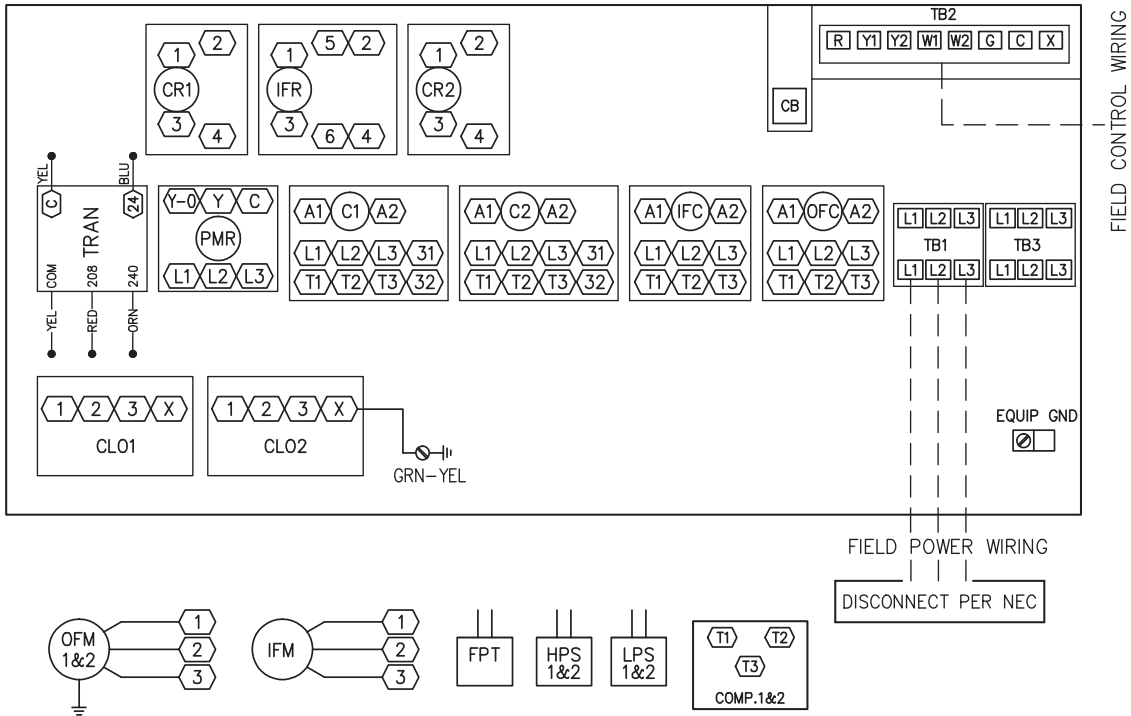 TB2
R Y1 Y2 W1 W2 G C X
FIELD CONTROL WIRING
CB
1 2
CR1
3 4
1 5 2
IFR
3 6 4
1 2
CR2
3 4
YEL BLU
C 24
TRAN
COM 208 240
YEL RED ORN
Y-O Y C
PMR
L1 L2 L3
A1 C1 A2
L1 L2 L3 31
T1 T2 T3 32
A1 C2 A2
L1 L2 L3 31
T1 T2 T3 32
A1 IFC A2
L1 L2 L3
T1 T2 T3
A1 OFC A2
L1 L2 L3
T1 T2 T3
L1 L2 L3
TB1
L1 L2 L3
L1 L2 L3
TB3
L1 L2 L3
1 2 3 X
CLO1
1 2 3 X
CLO2
GRN-YEL
EQUIP GND
FIELD POWER WIRING
DISCONNECT PER NEC
OFM
1&2
1
2
3
IFM
1
2
3
FPT
HPS
1&2
LPS
1&2
T1 T2
T3
COMP.1&2